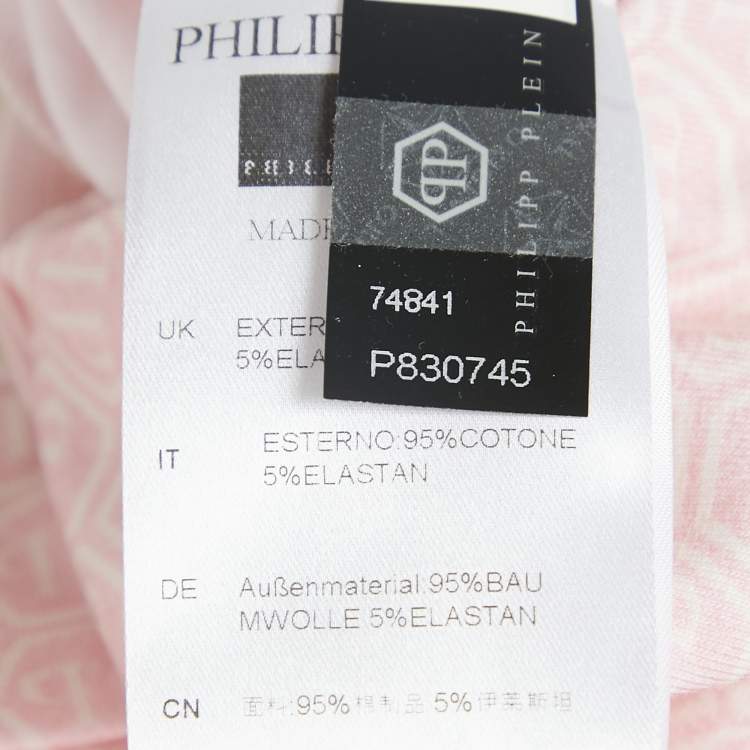 PHILIP
MADE
UK EXTER
5%ELA
PHILIPP PLEIN
74841
P830745
IT ESTERNO:95%COTONE
5%ELASTAN
DE Außenmaterial:95%BAU
MWOLLE 5%ELASTAN
CN 面料:95%棉制品 5%伊莱斯坦